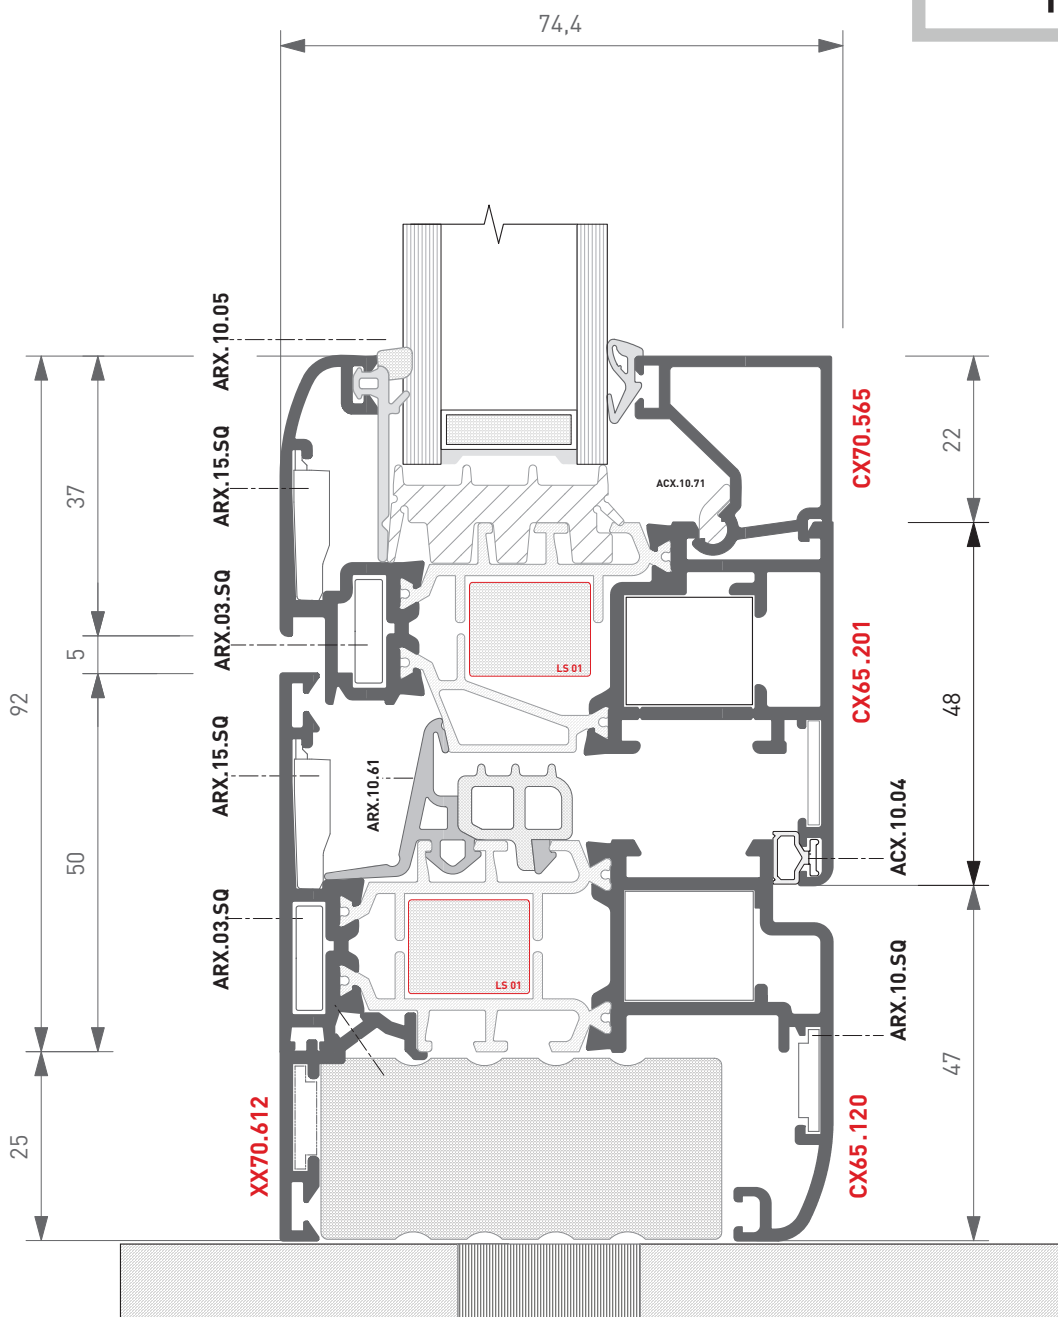 74,4
ARX.10.05
ARX.15.SQ
ARX.03.SQ
ARX.15.SQ
ARX.10.61
ARX.03.SQ
XX70.612
92
37
5
50
25
ACX.10.71
LS 01
LS 01
CX70.565
CX65.201
ACX.10.04
ARX.10.SQ
CX65.120
22
48
47